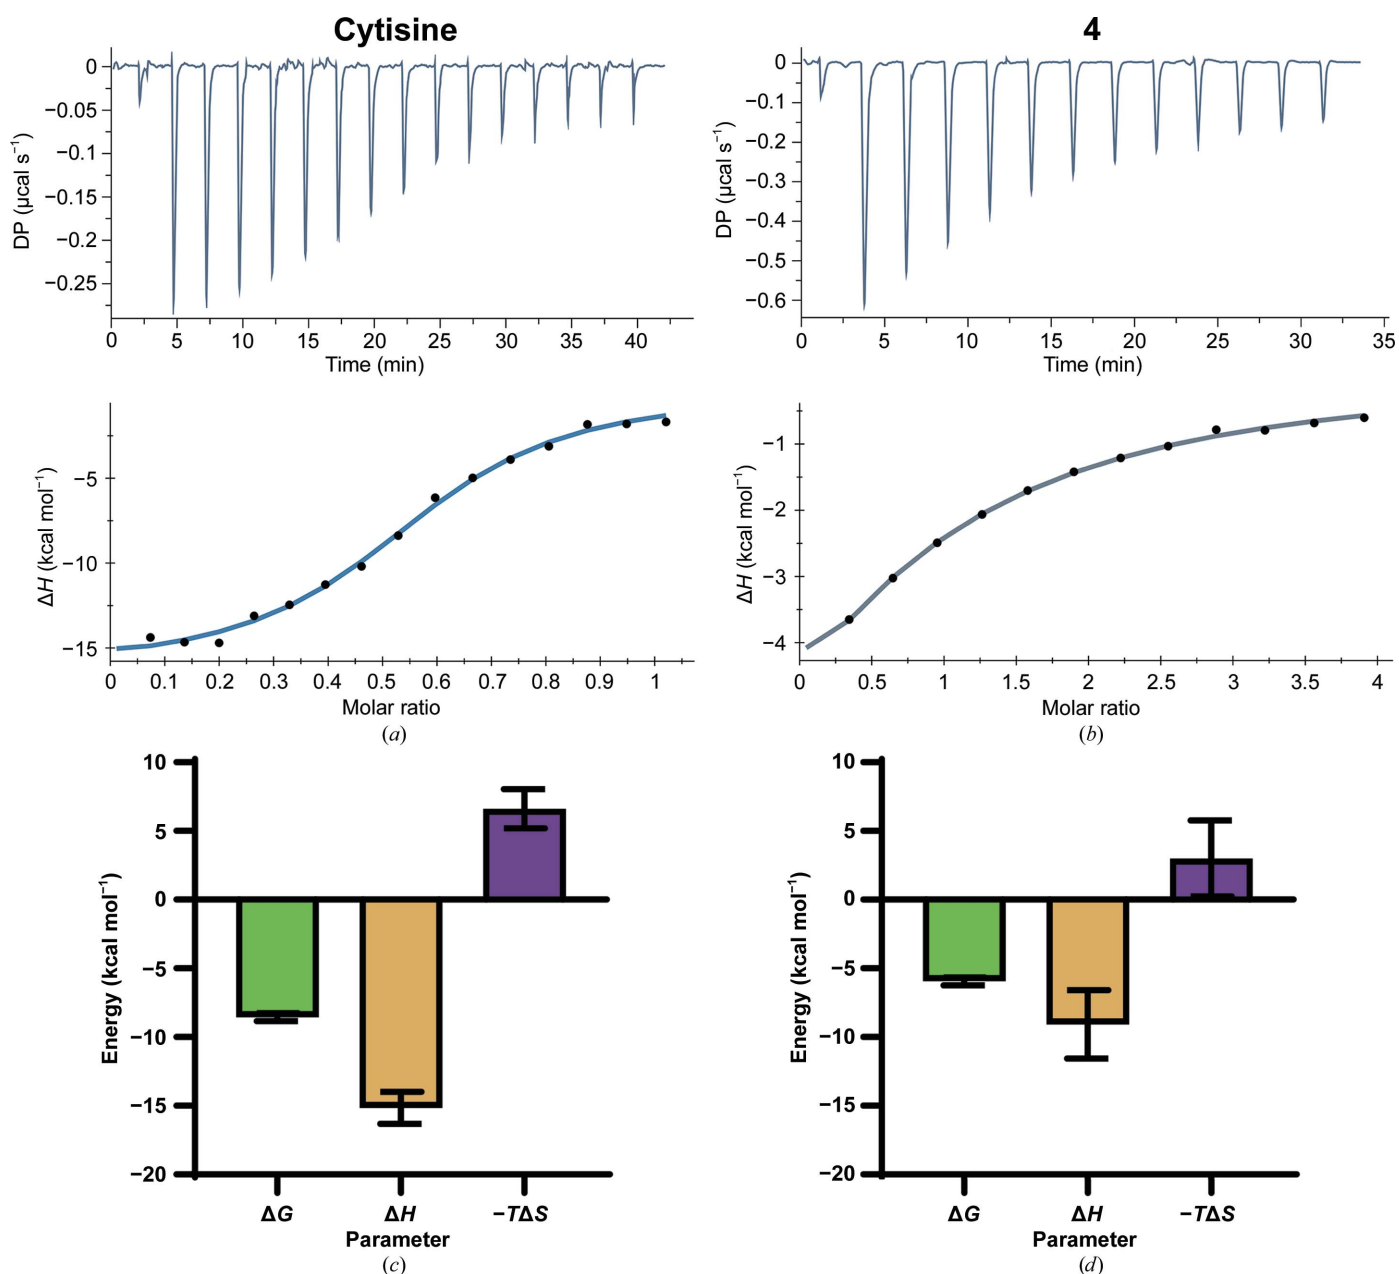 Cytisine
0
−0.05
−0.1
−0.15
−0.2
−0.25
DP (µcal s⁻¹)
0 5 10 15 20 25 30 35 40
Time (min)
4
0
−0.1
−0.2
−0.3
−0.4
−0.5
−0.6
DP (µcal s⁻¹)
0 5 10 15 20 25 30 35
Time (min)
−5
−10
−15
ΔH (kcal mol⁻¹)
0 0.1 0.2 0.3 0.4 0.5 0.6 0.7 0.8 0.9 1
Molar ratio
(a)
−1
−2
−3
−4
ΔH (kcal mol⁻¹)
0 0.5 1 1.5 2 2.5 3 3.5 4
Molar ratio
(b)
10
5
0
−5
−10
−15
−20
Energy (kcal mol⁻¹)
ΔG ΔH −TΔS
Parameter
(c)
10
5
0
−5
−10
−15
−20
Energy (kcal mol⁻¹)
ΔG ΔH −TΔS
Parameter
(d)